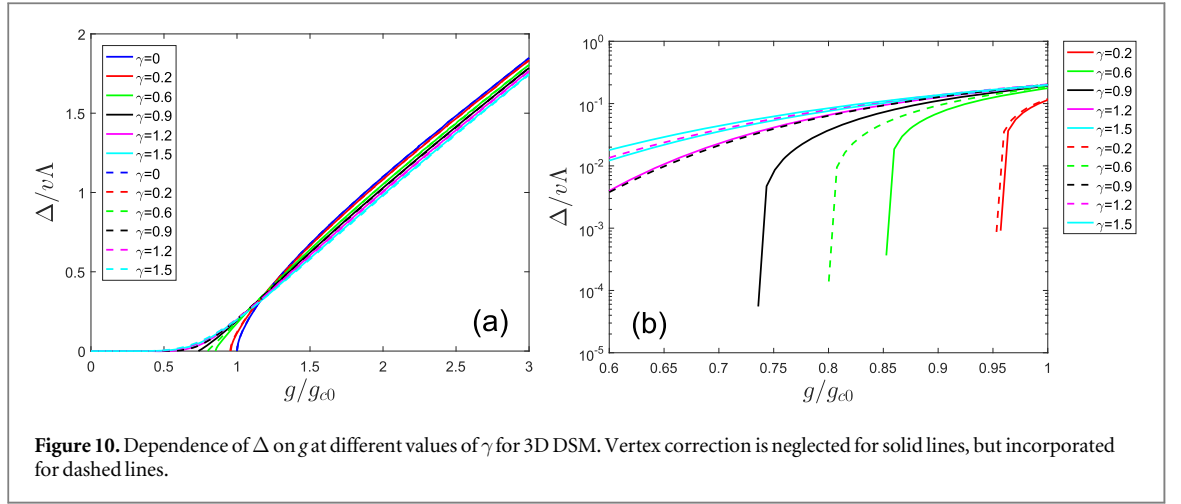 2
1.5
1
0.5
0
Δ/vΛ
γ=0
γ=0.2
γ=0.6
γ=0.9
γ=1.2
γ=1.5
γ=0
γ=0.2
γ=0.6
γ=0.9
γ=1.2
γ=1.5
(a)
0 0.5 1 1.5 2 2.5 3
g/g_{c0}
10^0
10^{-1}
10^{-2}
10^{-3}
10^{-4}
10^{-5}
Δ/vΛ
(b)
0.6 0.65 0.7 0.75 0.8 0.85 0.9 0.95 1
g/g_{c0}
γ=0.2
γ=0.6
γ=0.9
γ=1.2
γ=1.5
γ=0.2
γ=0.6
γ=0.9
γ=1.2
γ=1.5
Figure 10. Dependence of Δ on g at different values of γ for 3D DSM. Vertex correction is neglected for solid lines, but incorporated
for dashed lines.